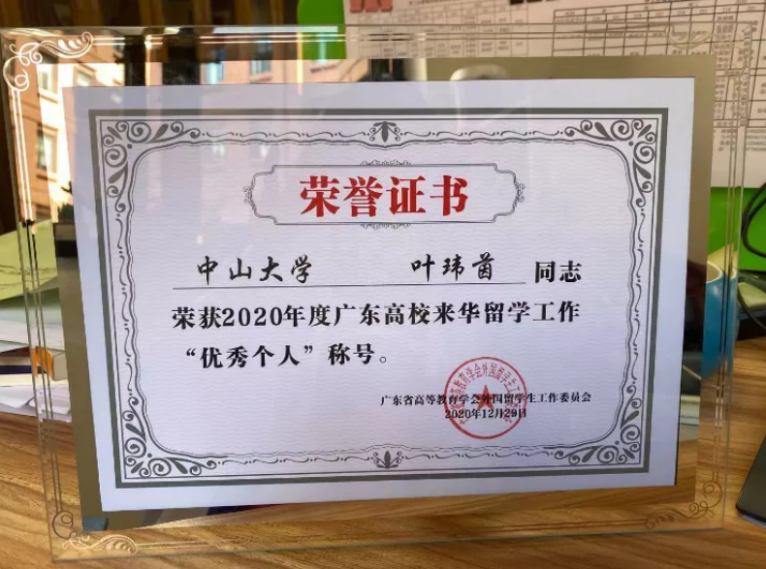 荣誉证书
中山大学 叶玮茵 同志
荣获2020年度广东高校来华留学工作
“优秀个人”称号。
广东省高等教育学会外国留学生工作委员会
2020年12月29日